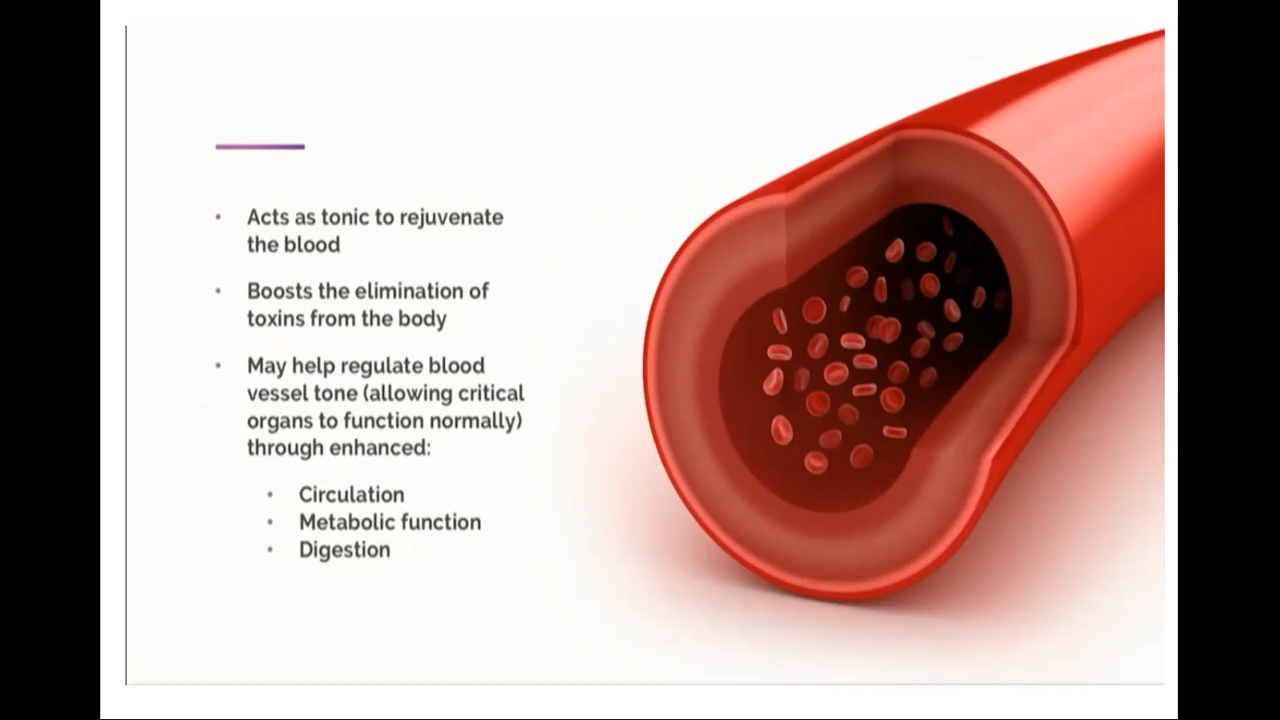 Acts as tonic to rejuvenate
the blood
Boosts the elimination of
toxins from the body
May help regulate blood
vessel tone (allowing critical
organs to function normally)
through enhanced:
Circulation
Metabolic function
Digestion